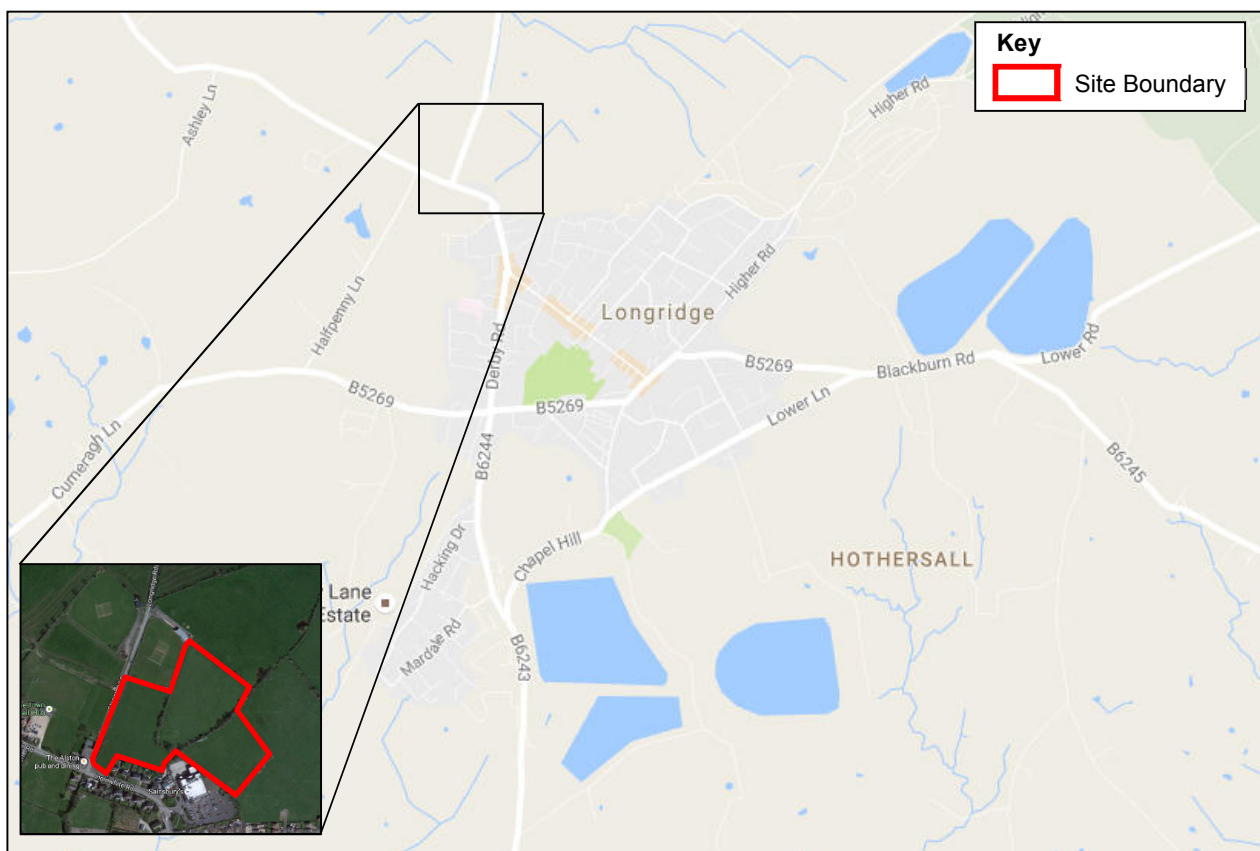 Key
Site Boundary
Ashley Ln
Higher Rd
Halfpenny Ln
Longridge
Higher Rd
Derby Rd
B5269
B5269
B5269
Blackburn Rd
Lower Rd
Lower Ln
Cumeragh Ln
B6244
B6245
Hacking Dr
Chapel Hill
HOTHERSALL
Lane
Estate
Mardale Rd
B6243
The Alston
pub and dining
Sainsbury's